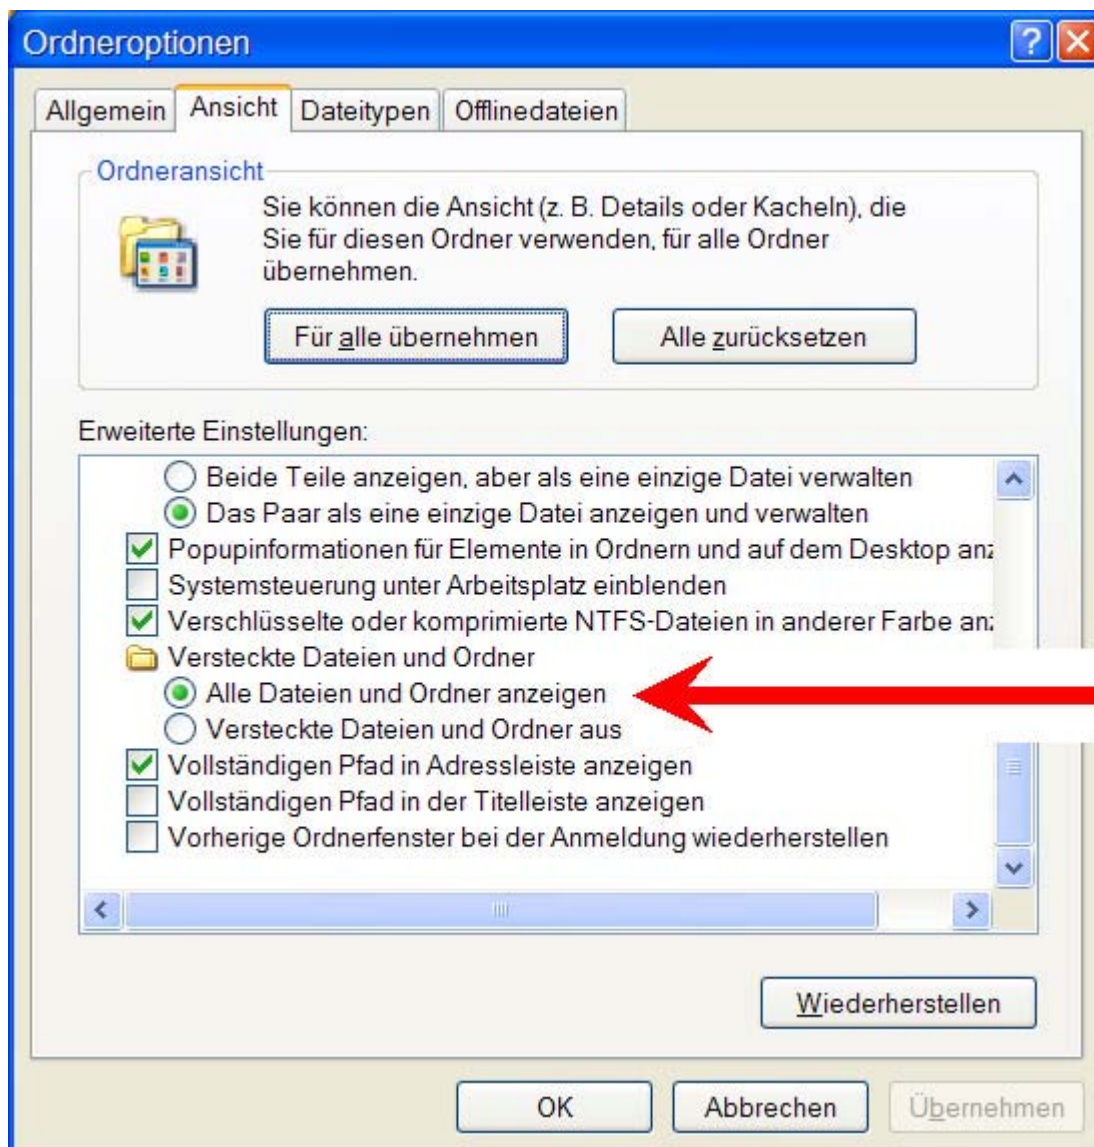 Ordneroptionen
Allgemein Ansicht Dateitypen Offlinedateien
Ordneransicht
Sie können die Ansicht (z. B. Details oder Kacheln), die
Sie für diesen Ordner verwenden, für alle Ordner
übernehmen.
Für alle übernehmen Alle zurücksetzen
Erweiterte Einstellungen:
Beide Teile anzeigen, aber als eine einzige Datei verwalten
Das Paar als eine einzige Datei anzeigen und verwalten
Popupinformationen für Elemente in Ordnern und auf dem Desktop anz
Systemsteuerung unter Arbeitsplatz einblenden
Verschlüsselte oder komprimierte NTFS-Dateien in anderer Farbe anz
Versteckte Dateien und Ordner
Alle Dateien und Ordner anzeigen
Versteckte Dateien und Ordner aus
Vollständigen Pfad in Adressleiste anzeigen
Vollständigen Pfad in der Titelleiste anzeigen
Vorherige Ordnerfenster bei der Anmeldung wiederherstellen
Wiederherstellen
OK Abbrechen Übernehmen